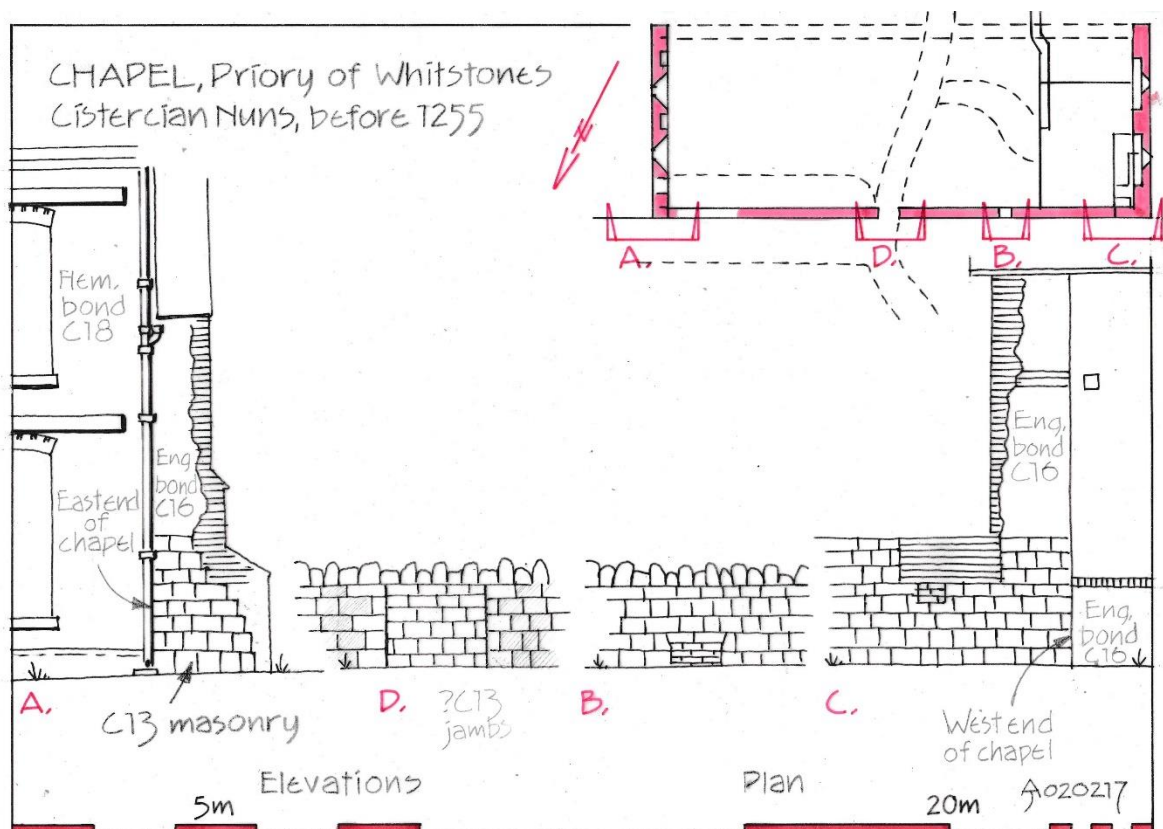 CHAPEL, Priory of Whitstones
Cistercian Nuns, before 1255
N
A.
D.
B.
C.
Flem.
bond
C18
Eng
bond
C16
East end
of
chapel
Eng,
bond
C16
Eng,
bond
C16
A.
C13 masonry
D.
?C13
jambs
B.
C.
West end
of chapel
Elevations
Plan
5m
20m
020217